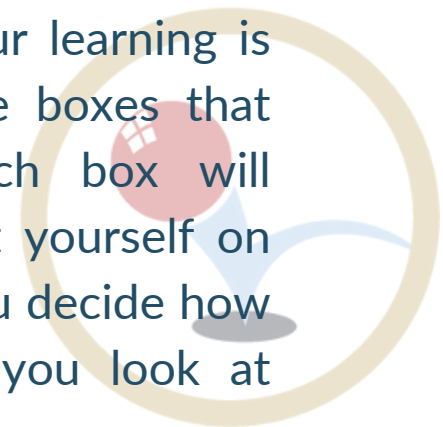 ur learning is
e boxes that
ch box will
t yourself on
u decide how
you look at